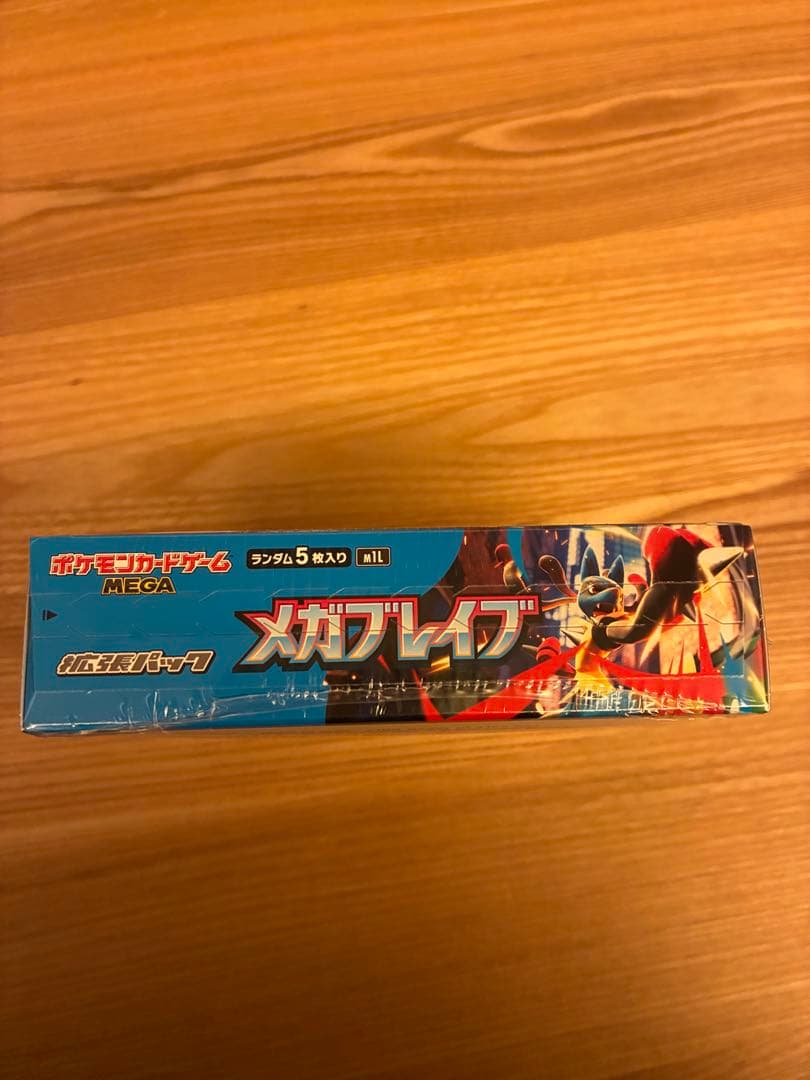 ポケモンカードゲーム
MEGA
ランダム5枚入り
M1L
メガブレイブ
拡張パック